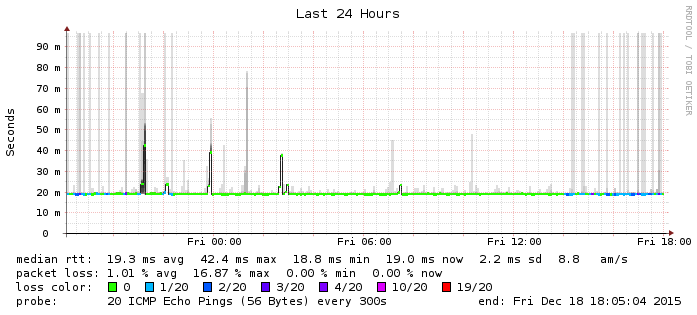 Last 24 Hours
RRDTOOL / TOBI OETIKER
Seconds
90 m
80 m
70 m
60 m
50 m
40 m
30 m
20 m
10 m
0
Fri 00:00 Fri 06:00 Fri 12:00 Fri 18:00
median rtt: 19.3 ms avg 42.4 ms max 18.8 ms min 19.0 ms now 2.2 ms sd 8.8 am/s
packet loss: 1.01 % avg 16.87 % max 0.00 % min 0.00 % now
loss color: 0 1/20 2/20 3/20 4/20 10/20 19/20
probe: 20 ICMP Echo Pings (56 Bytes) every 300s end: Fri Dec 18 18:05:04 2015